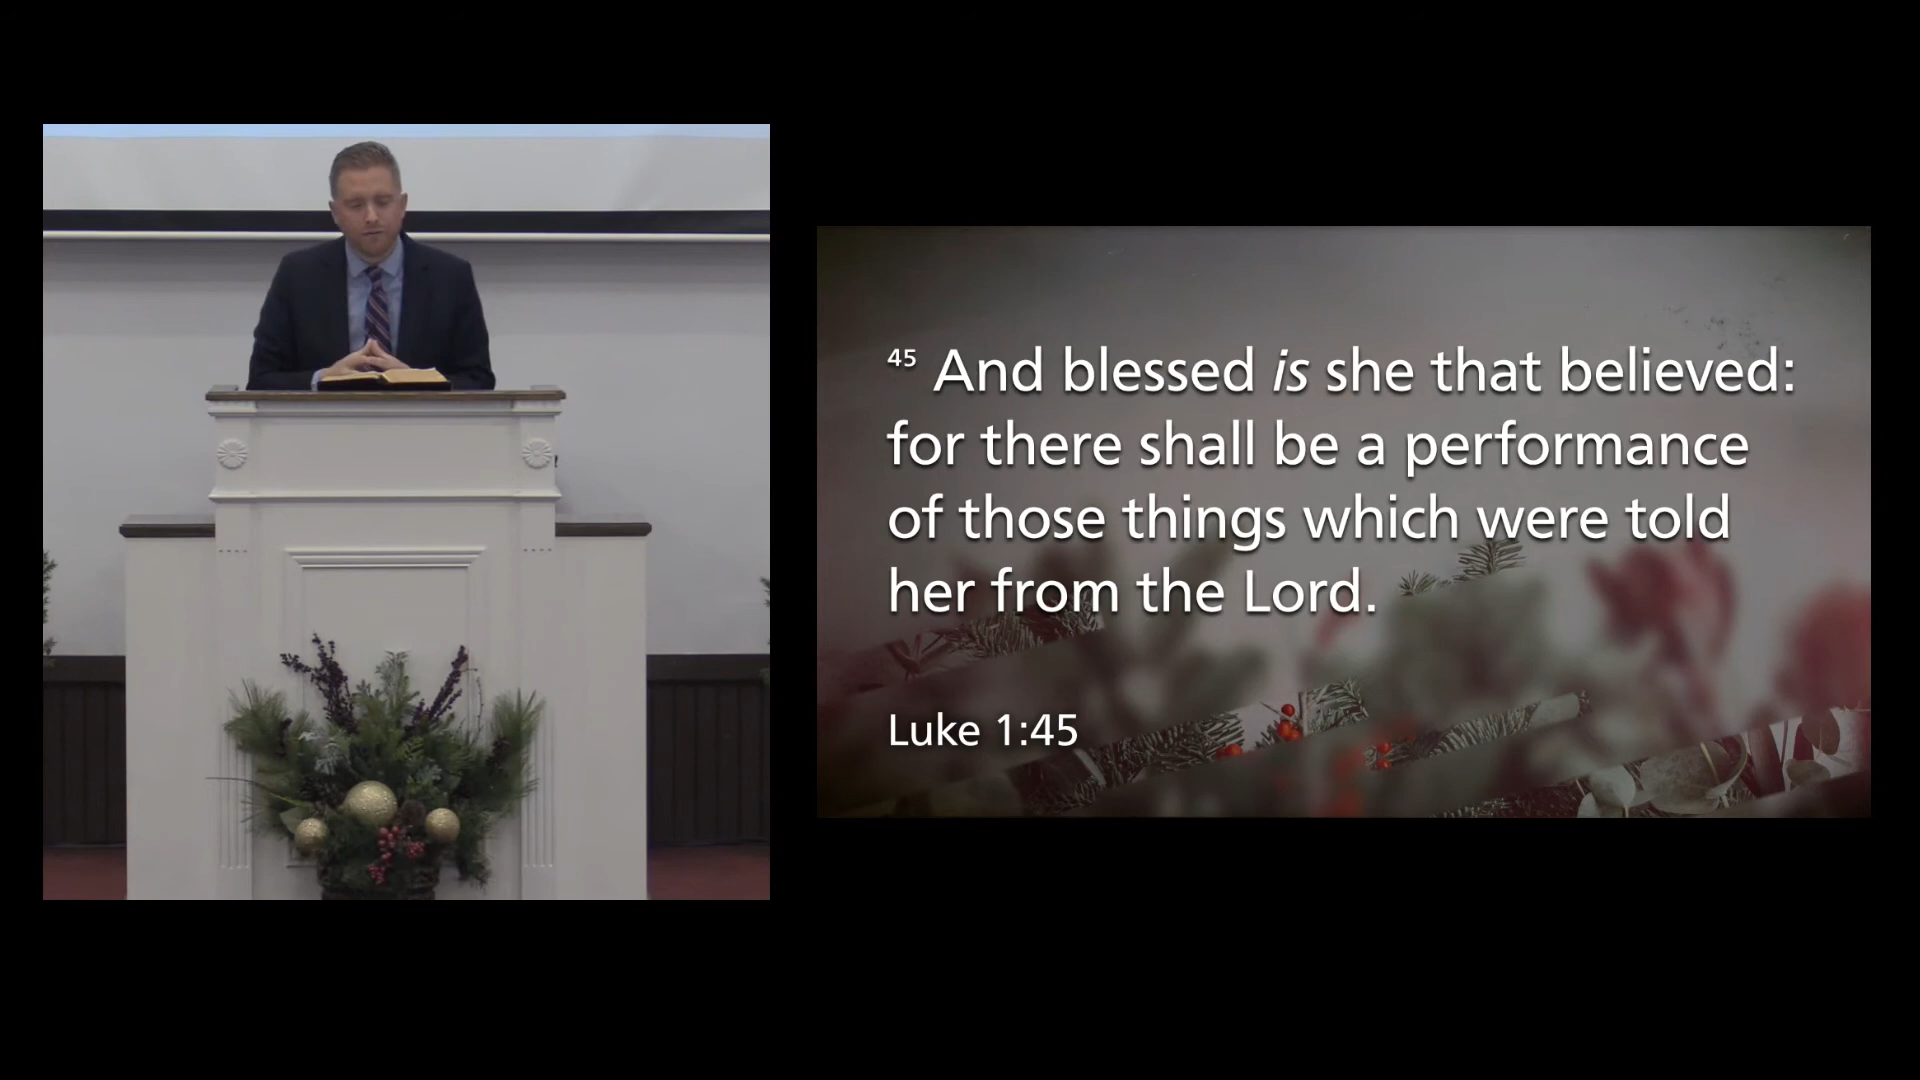 45 And blessed is she that believed:
for there shall be a performance
of those things which were told
her from the Lord.
Luke 1:45